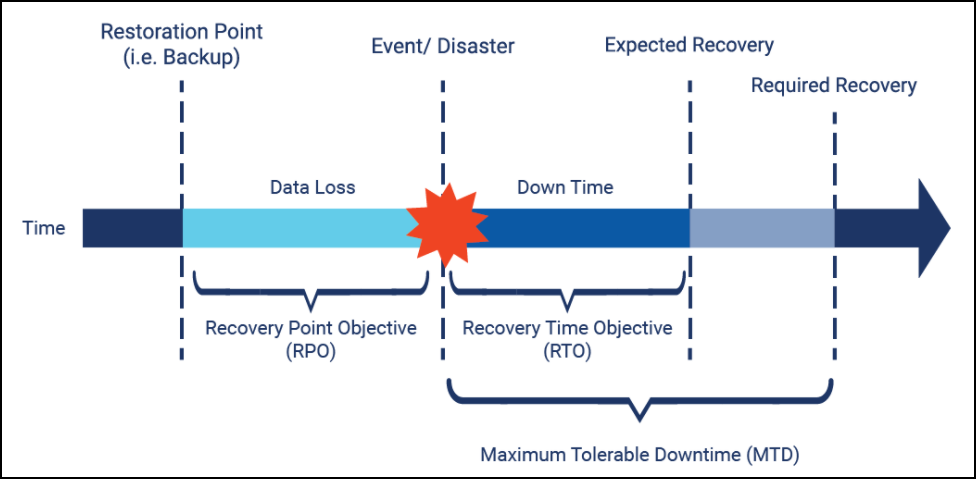 Restoration Point
(i.e. Backup)
Event/ Disaster
Expected Recovery
Required Recovery
Data Loss
Down Time
Time
Recovery Point Objective
(RPO)
Recovery Time Objective
(RTO)
Maximum Tolerable Downtime (MTD)